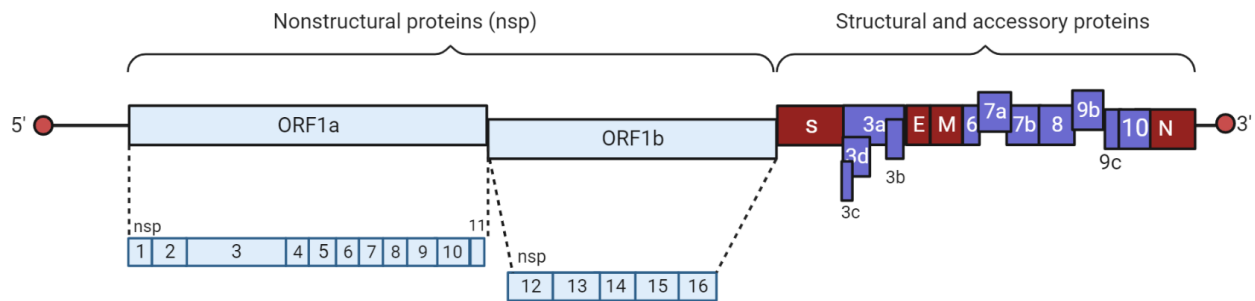 Nonstructural proteins (nsp) Structural and accessory proteins
5' ORF1a ORF1b S 3a E M 6 7a 7b 8 9b 10 N 3'
3d 3b 9c
3c
nsp 11
1 2 3 4 5 6 7 8 9 10
nsp
12 13 14 15 16